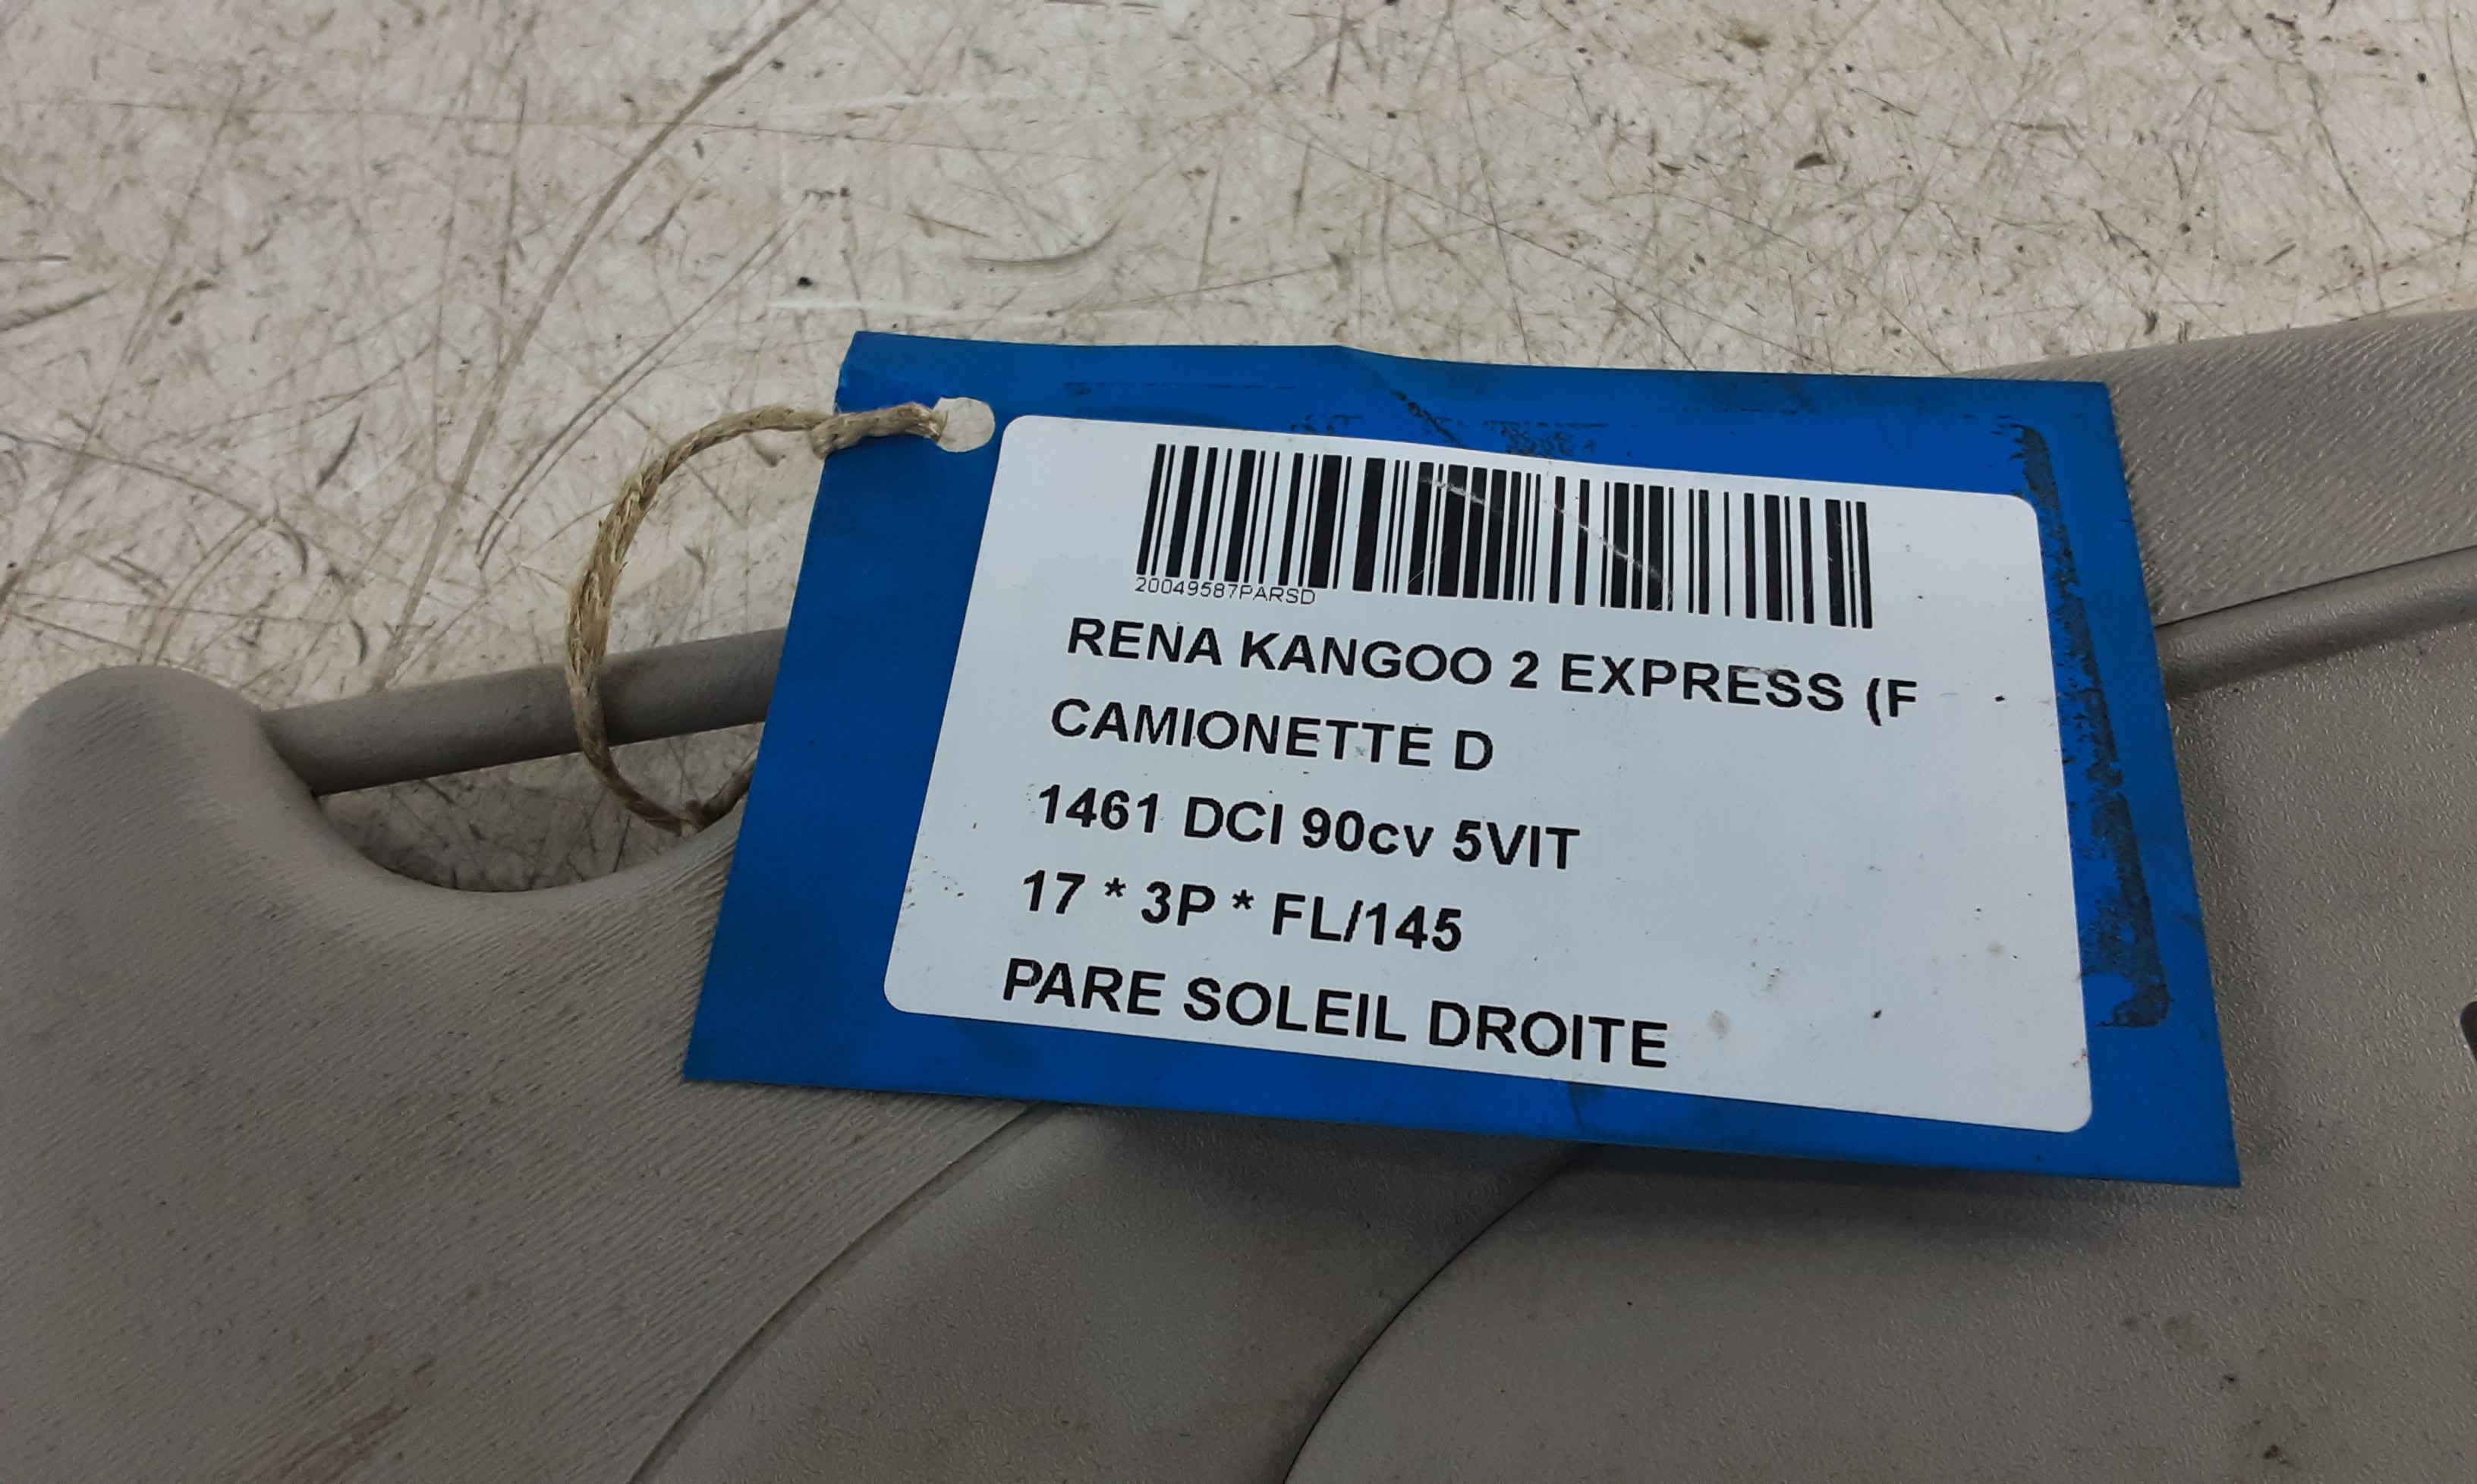 20049587PARSD
RENA KANGOO 2 EXPRESS (F
CAMIONETTE D
1461 DCI 90cv 5VIT
17 * 3P * FL/145
PARE SOLEIL DROITE